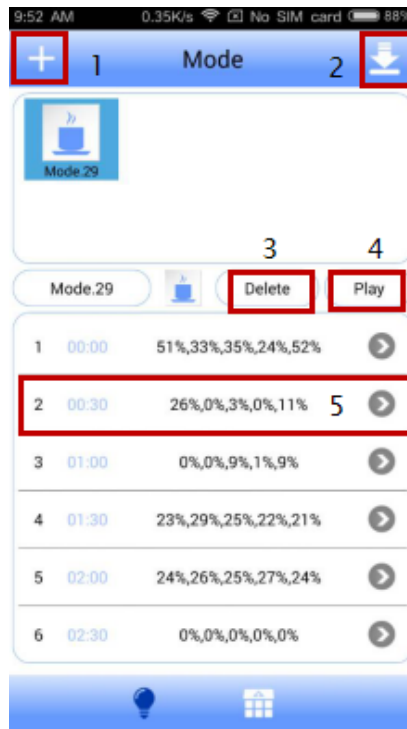 9:52 AM 0.35K/s No SIM card 88%
1 Mode 2
Mode.29
3 4
Mode.29 Delete Play
1 00:00 51%,33%,35%,24%,52%
2 00:30 26%,0%,3%,0%,11% 5
3 01:00 0%,0%,9%,1%,9%
4 01:30 23%,29%,25%,22%,21%
5 02:00 24%,26%,25%,27%,24%
6 02:30 0%,0%,0%,0%,0%